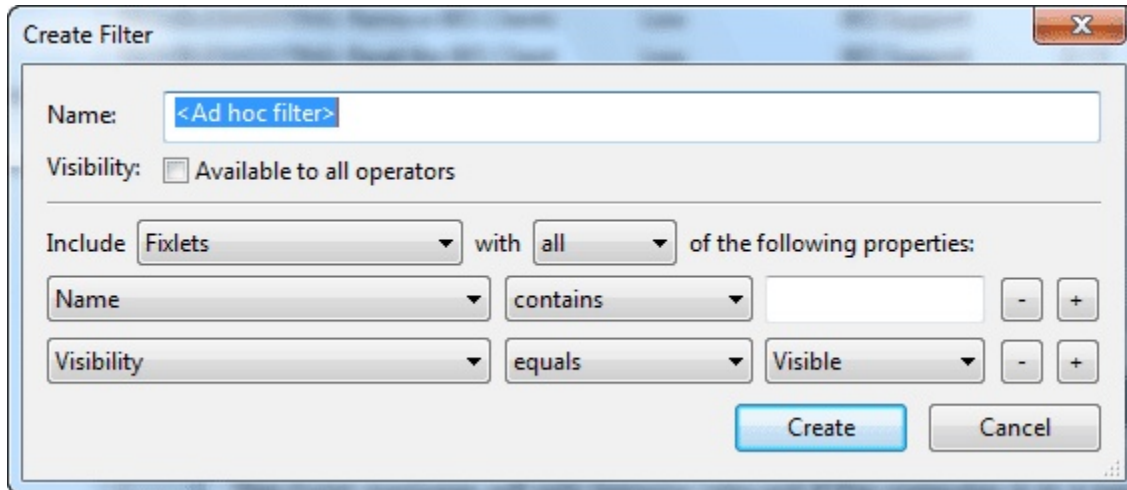 Create Filter
Name: <Ad hoc filter>
Visibility: Available to all operators
Include Fixlets with all of the following properties:
Name contains - +
Visibility equals Visible - +
Create Cancel